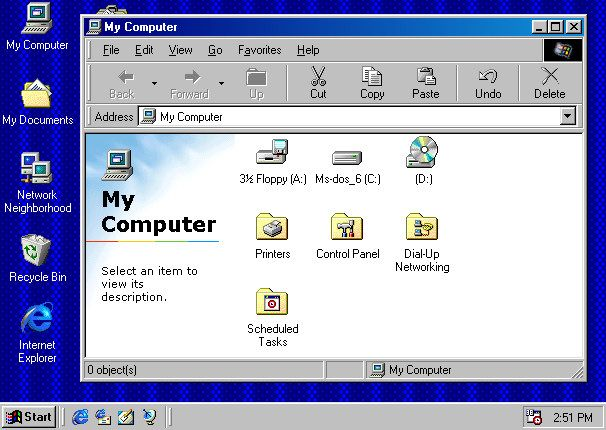 My Computer
My Documents
Network
Neighborhood
Recycle Bin
Internet
Explorer
My Computer
File Edit View Go Favorites Help
Back Forward Up Cut Copy Paste Undo Delete
Address My Computer
My
Computer
Select an item to
view its
description.
3½ Floppy (A:) Ms-dos_6 (C:) (D:)
Printers Control Panel Dial-Up
Networking
Scheduled
Tasks
0 object(s) My Computer
Start 2:51 PM